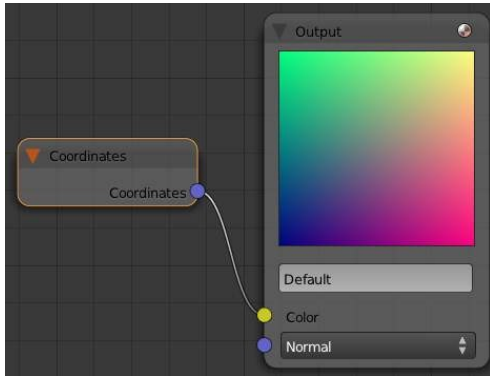 Output
Coordinates
Coordinates
Default
Color
Normal